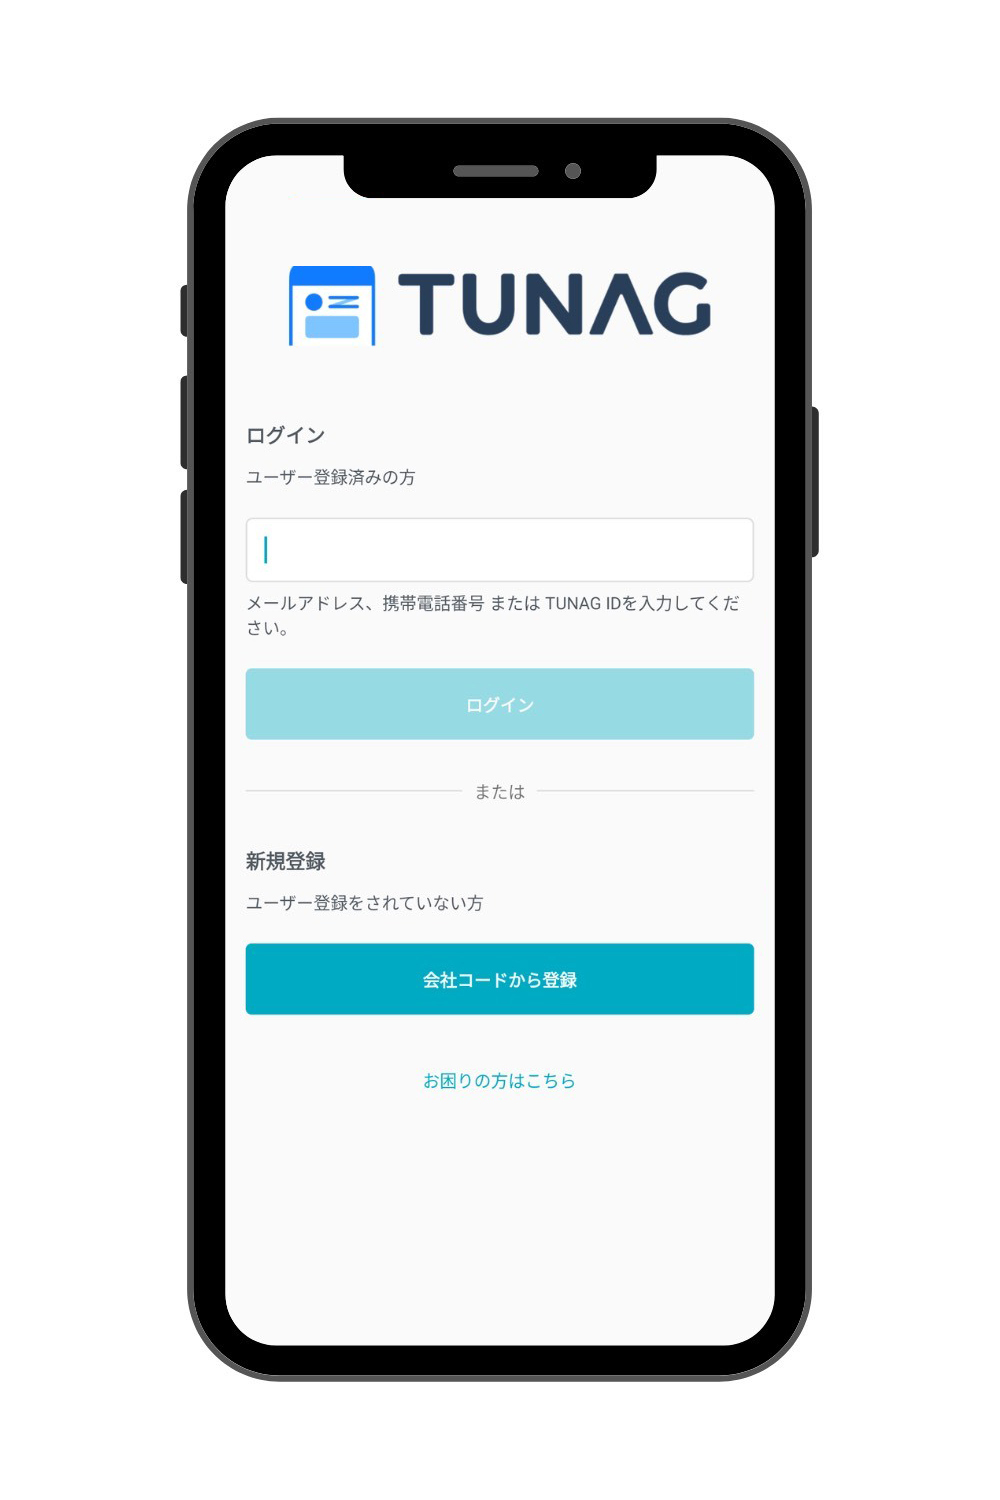 TUNAG
ログイン
ユーザー登録済みの方
メールアドレス、携帯電話番号 または TUNAG IDを入力してくだ
さい。
ログイン
または
新規登録
ユーザー登録をされていない方
会社コードから登録
お困りの方はこちら